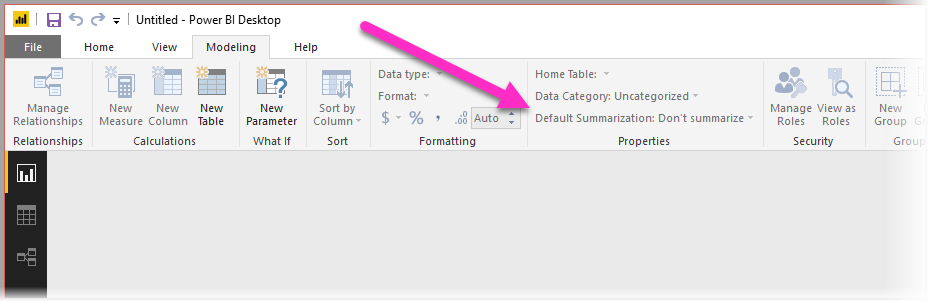 Untitled - Power BI Desktop
File Home View Modeling Help
Manage Relationships
New Measure
New Column
New Table
New Parameter
Sort by Column
Data type:
Format:
$ % , .00 Auto
Home Table:
Data Category: Uncategorized
Default Summarization: Don't summarize
Manage Roles
View as Roles
New Group
Relationships Calculations What If Sort Formatting Properties Security Group